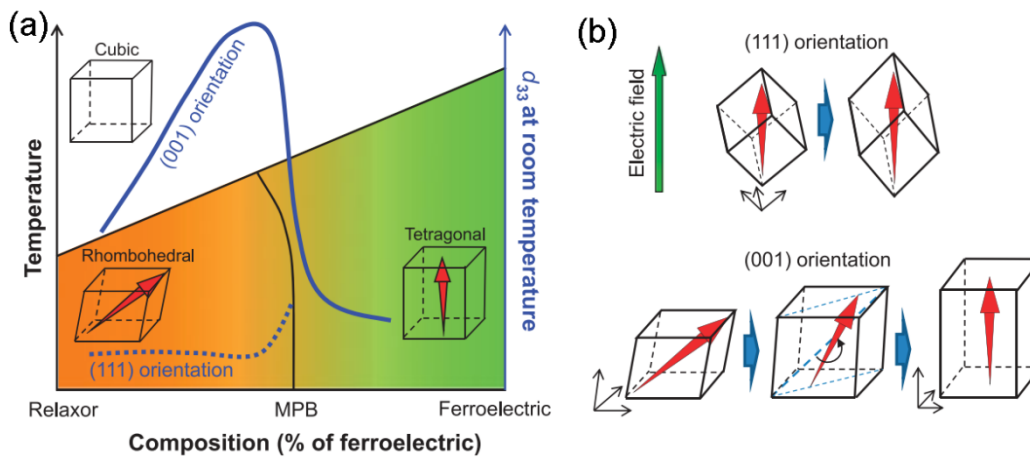 (a)
Cubic
(001) orientation
Temperature
d33 at room temperature
Rhombohedral
Tetragonal
(111) orientation
Relaxor
MPB
Ferroelectric
Composition (% of ferroelectric)
(b)
(111) orientation
Electric field
(001) orientation